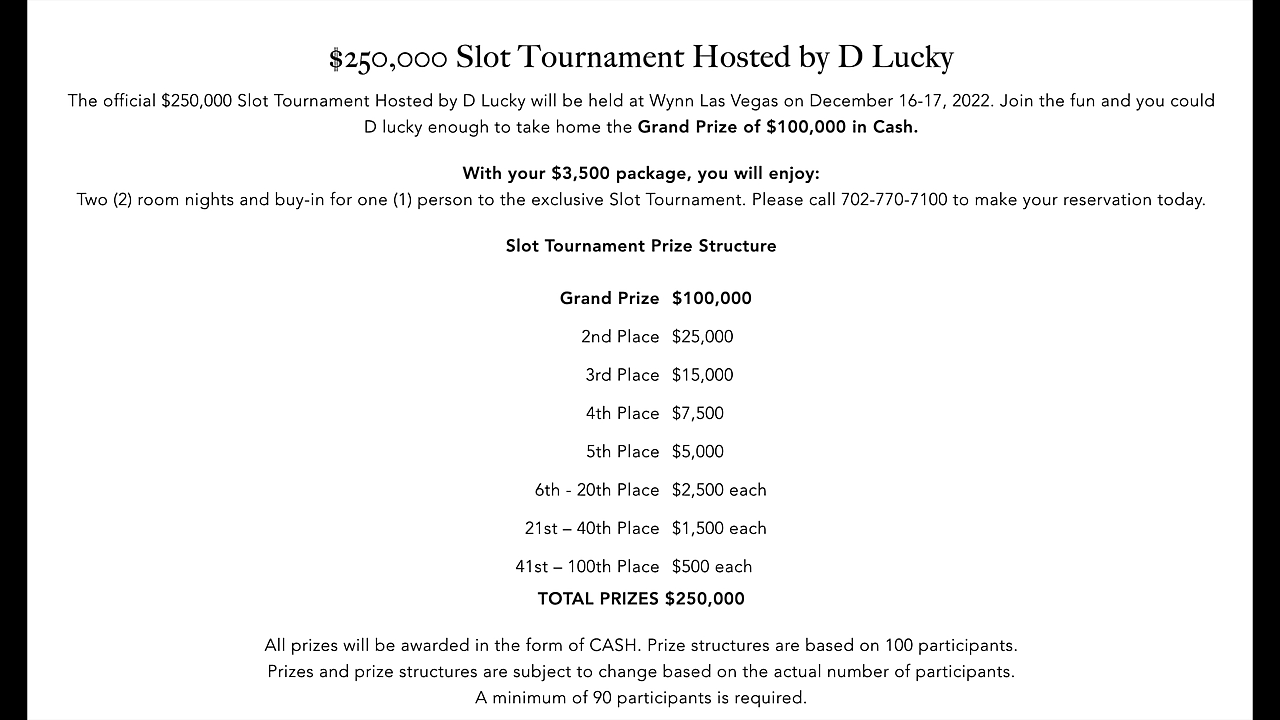 $250,000 Slot Tournament Hosted by D Lucky
The official $250,000 Slot Tournament Hosted by D Lucky will be held at Wynn Las Vegas on December 16-17, 2022. Join the fun and you could
D lucky enough to take home the Grand Prize of $100,000 in Cash.
With your $3,500 package, you will enjoy:
Two (2) room nights and buy-in for one (1) person to the exclusive Slot Tournament. Please call 702-770-7100 to make your reservation today.
Slot Tournament Prize Structure
Grand Prize $100,000
2nd Place $25,000
3rd Place $15,000
4th Place $7,500
5th Place $5,000
6th - 20th Place $2,500 each
21st – 40th Place $1,500 each
41st – 100th Place $500 each
TOTAL PRIZES $250,000
All prizes will be awarded in the form of CASH. Prize structures are based on 100 participants.
Prizes and prize structures are subject to change based on the actual number of participants.
A minimum of 90 participants is required.